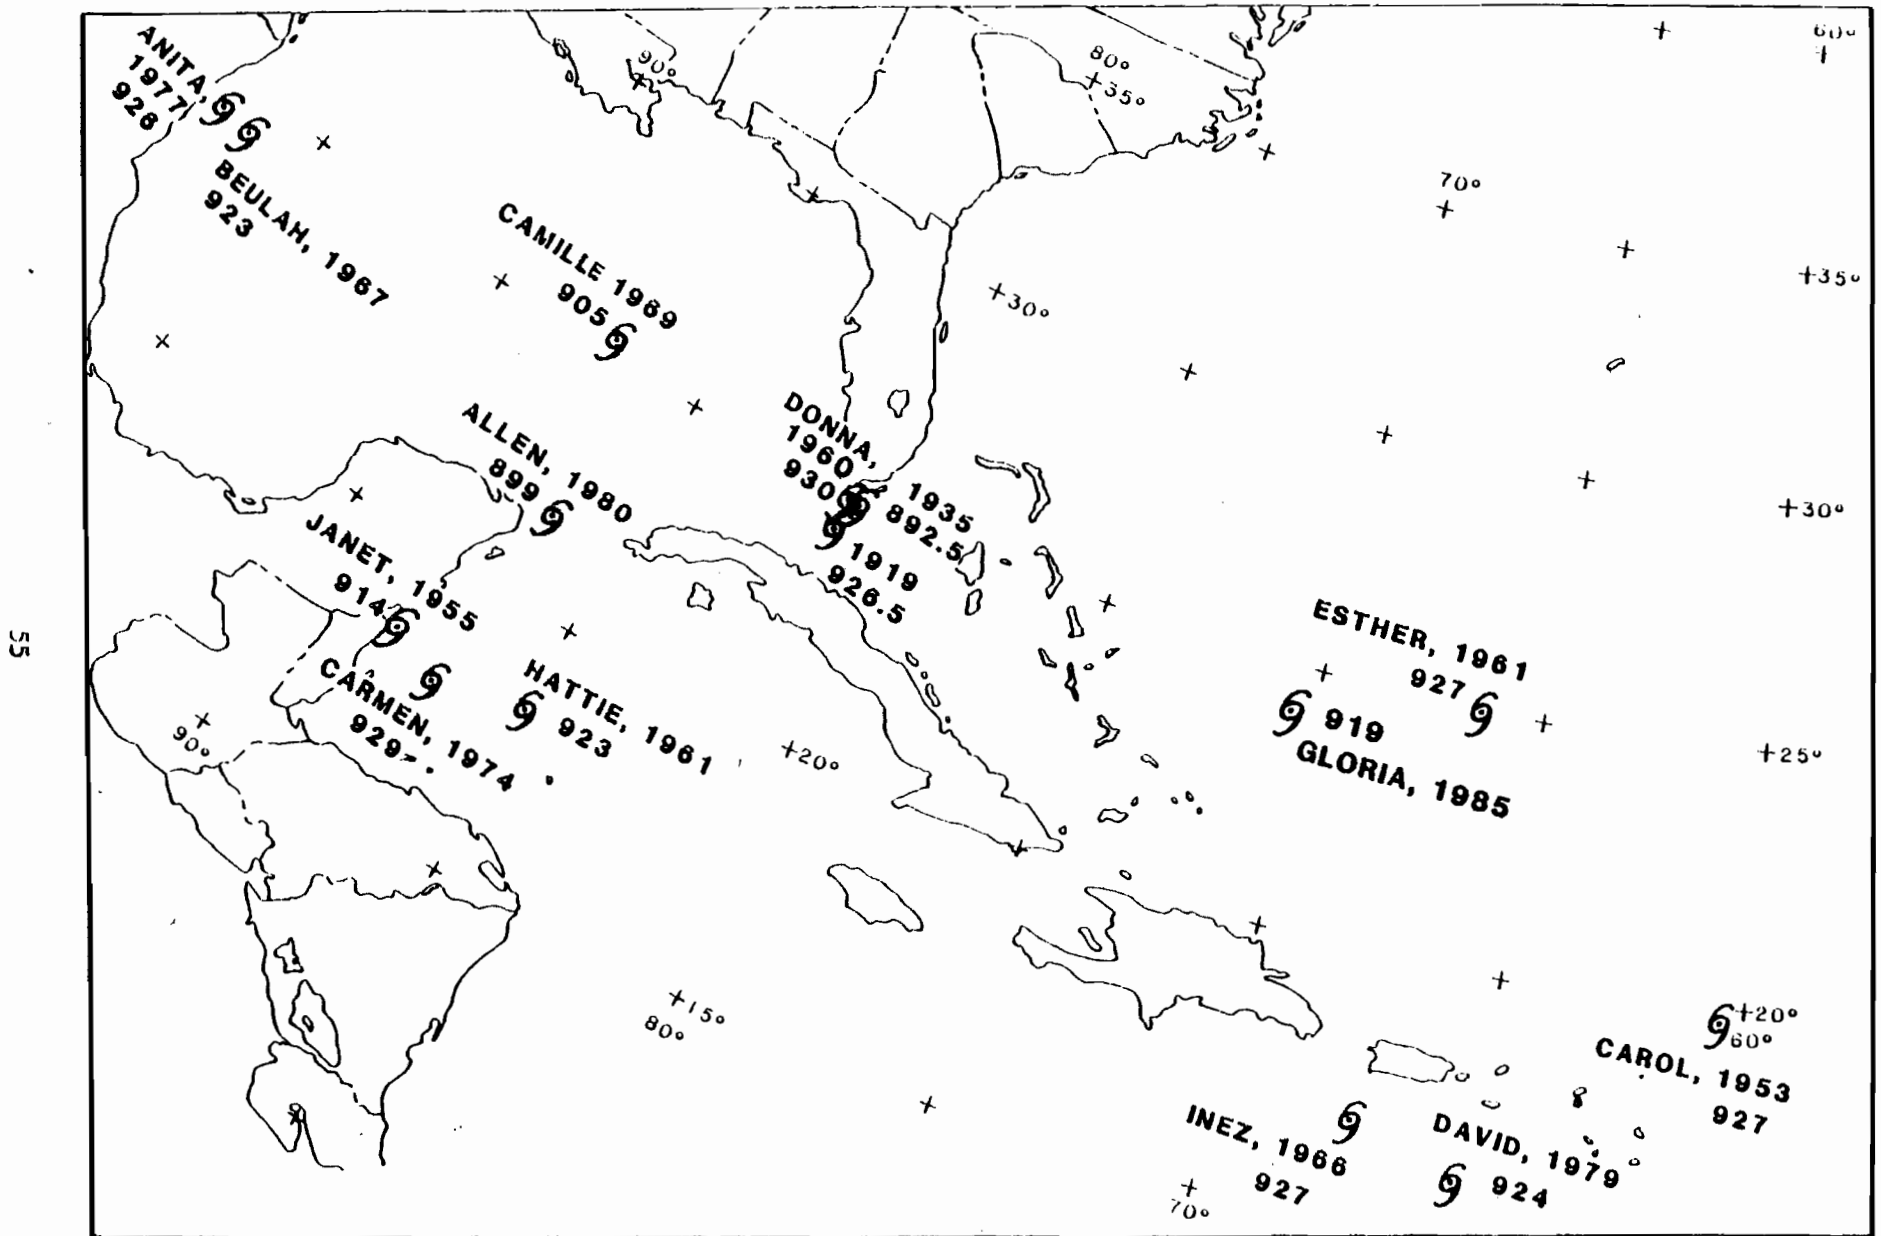 ANITA,
1977
926
BEULAH, 1967
923
CAMILLE 1969
905
90°
80°
+35°
60°
70°
+35°
+30°
ALLEN, 1980
899
DONNA,
1960
930
1935
892.5
1919
926.5
+30°
JANET, 1955
914
CARMEN, 1974
929
HATTIE, 1961
923
90°
+20°
ESTHER, 1961
927
919
GLORIA, 1985
+25°
+15°
80°
+20°
60°
CAROL, 1953
927
INEZ, 1966
927
DAVID, 1979
924
70°
55